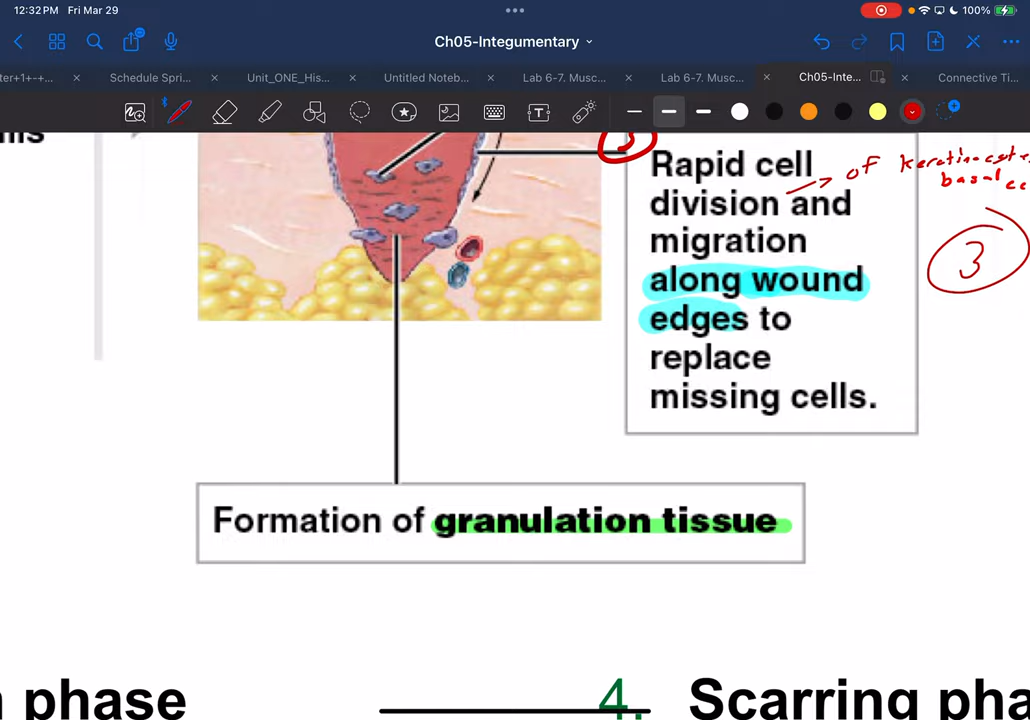 12:32 PM Fri Mar 29
100%
Ch05-Integumentary
ter+1+-+...
Schedule Spri...
Unit_ONE_His...
Untitled Noteb...
Lab 6-7. Musc...
Lab 6-7. Musc...
Ch05-Inte...
Connective Ti...
T
Rapid cell
division and
migration
along wound
edges to
replace
missing cells.
of
basal
3
Formation of granulation tissue
phase
4. Scarring pha